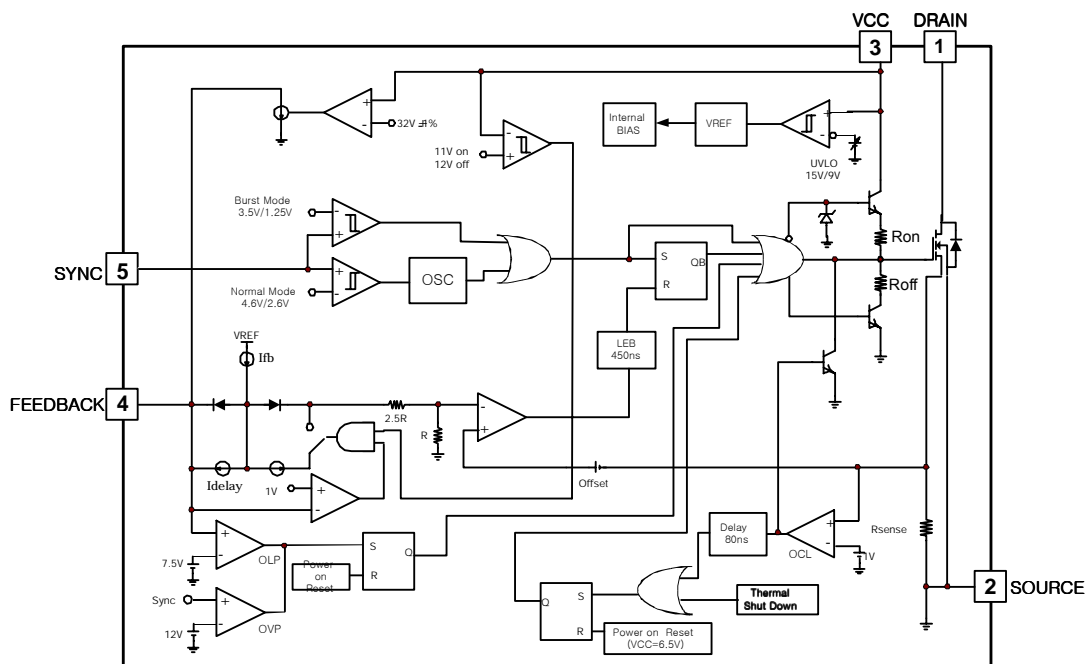 VCC DRAIN
3 1
+
-
32V ±1%
Internal
BIAS
VREF
+
-
UVLO
15V/9V
-
+
11V on
12V off
Burst Mode
3.5V/1.25V
-
+
Ron
SYNC 5
+
-
OSC
S
QB
R
Roff
Normal Mode
4.6V/2.6V
VREF
Ifb
LEB
450ns
FEEDBACK 4
2.5R
R
-
+
Idelay
1V
+
-
Offset
+
-
OLP
7.5V
S
Q
R
Power
on
Reset
Delay
80ns
+
-
OCL
1V
Rsense
Sync
+
-
12V
OVP
Q
S
R
Thermal
Shut Down
2 SOURCE
Power on Reset
(VCC=6.5V)